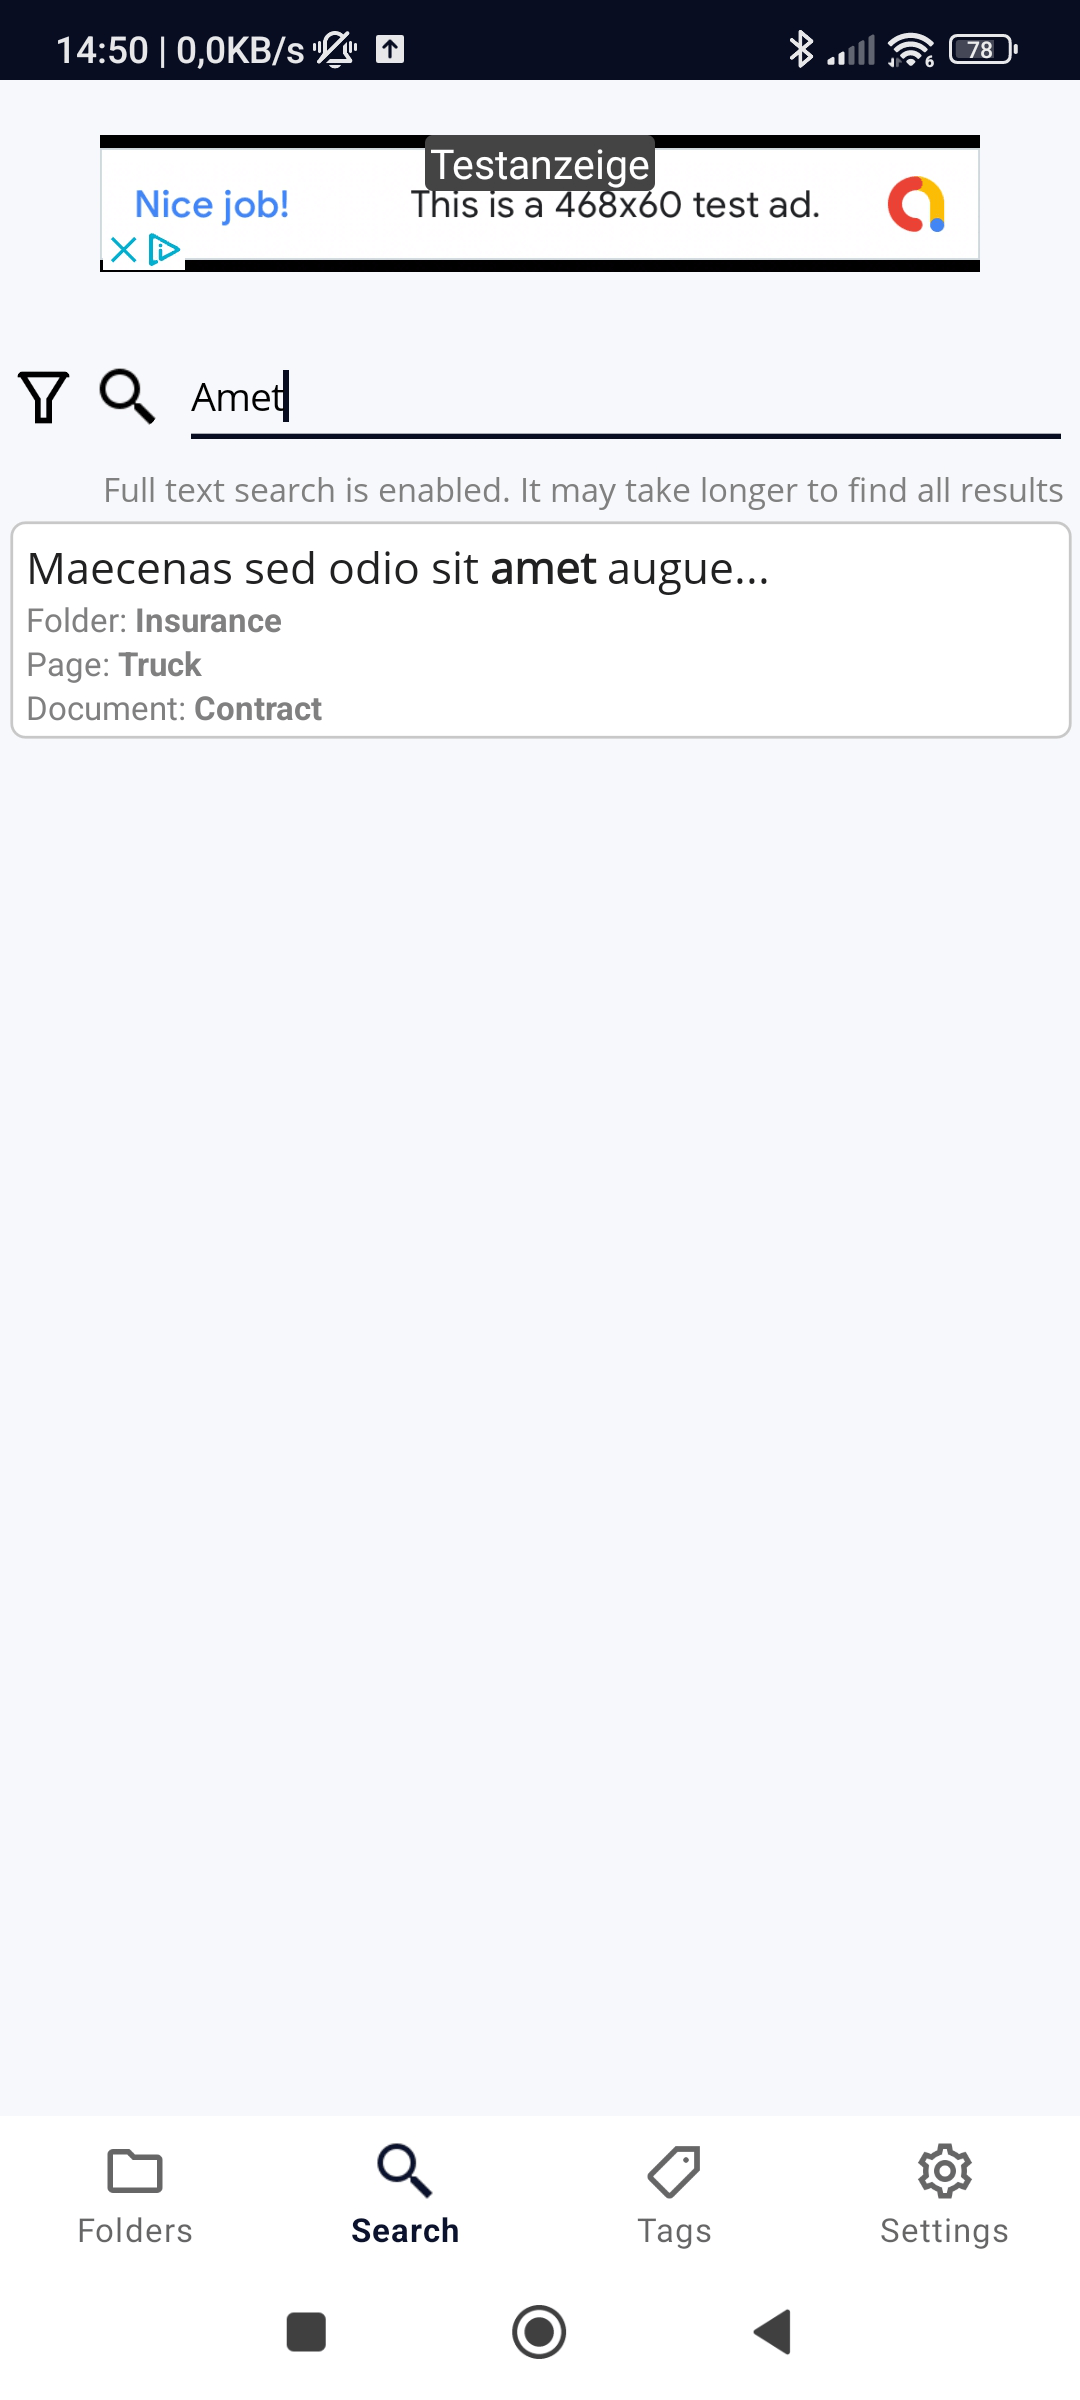 14:50 | 0,0KB/s
6
78
Testanzeige
Nice job!
This is a 468x60 test ad.
Amet
Full text search is enabled. It may take longer to find all results
Maecenas sed odio sit amet augue...
Folder: Insurance
Page: Truck
Document: Contract
Folders
Search
Tags
Settings